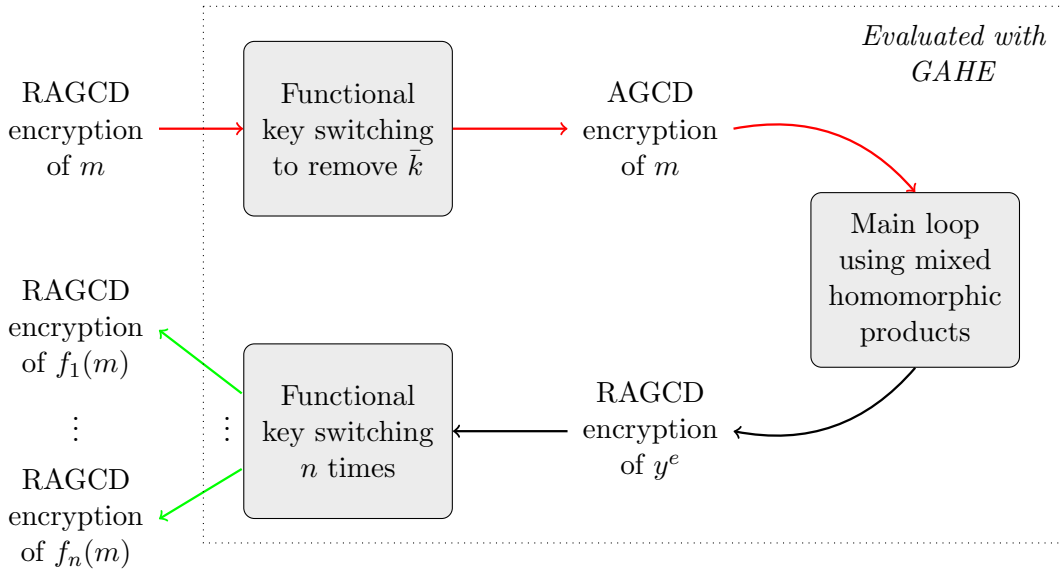 Evaluated with
GAHE
RAGCD
encryption
of m
Functional
key switching
to remove k̄
AGCD
encryption
of m
Main loop
using mixed
homomorphic
products
RAGCD
encryption
of f₁(m)
⋮
RAGCD
encryption
of fₙ(m)
⋮
Functional
key switching
n times
RAGCD
encryption
of yᵉ